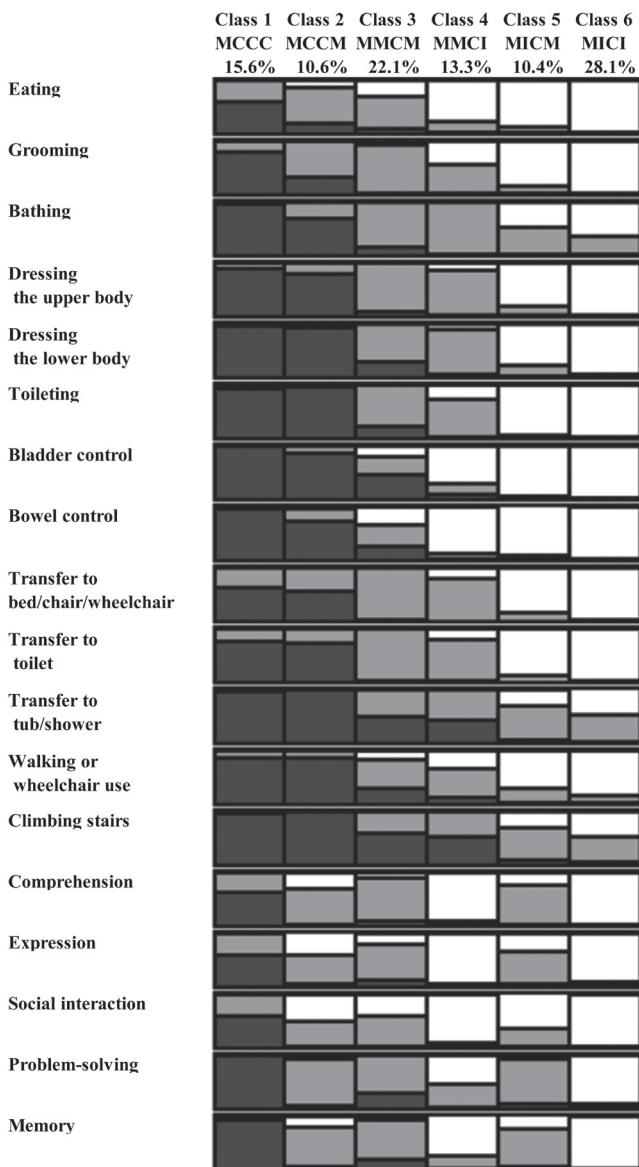 Class 1 Class 2 Class 3 Class 4 Class 5 Class 6
MCCC MCCM MMCM MMCI MICM MICI
15.6% 10.6% 22.1% 13.3% 10.4% 28.1%
Eating
Grooming
Bathing
Dressing
the upper body
Dressing
the lower body
Toileting
Bladder control
Bowel control
Transfer to
bed/chair/wheelchair
Transfer to
toilet
Transfer to
tub/shower
Walking or
wheelchair use
Climbing stairs
Comprehension
Expression
Social interaction
Problem-solving
Memory